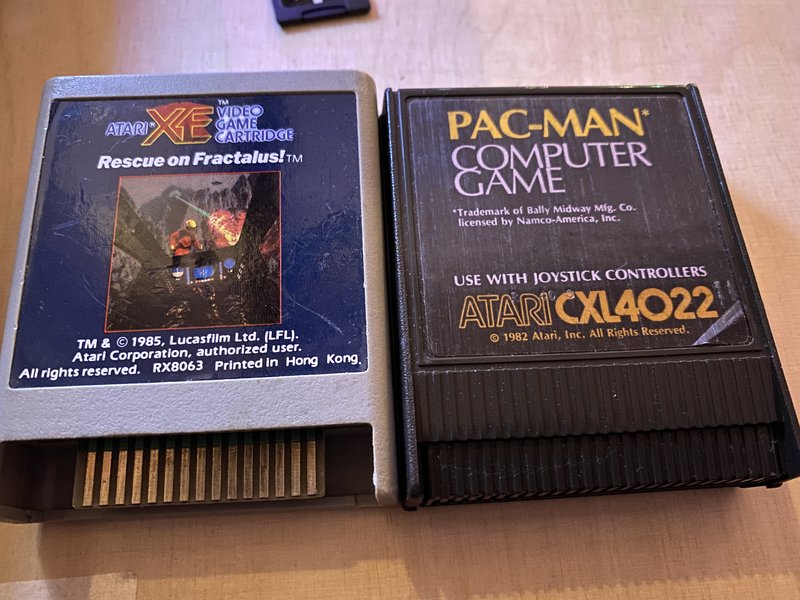 ATARI® XE™ VIDEO
GAME
CARTRIDGE
Rescue on Fractalus!™
TM & © 1985, Lucasfilm Ltd. (LFL).
Atari Corporation, authorized user.
All rights reserved. RX8063 Printed in Hong Kong.
PAC-MAN*
COMPUTER
GAME
*Trademark of Bally Midway Mfg. Co.
licensed by Namco-America, Inc.
USE WITH JOYSTICK CONTROLLERS
ATARI CXL4022
© 1982 Atari, Inc. All Rights Reserved.